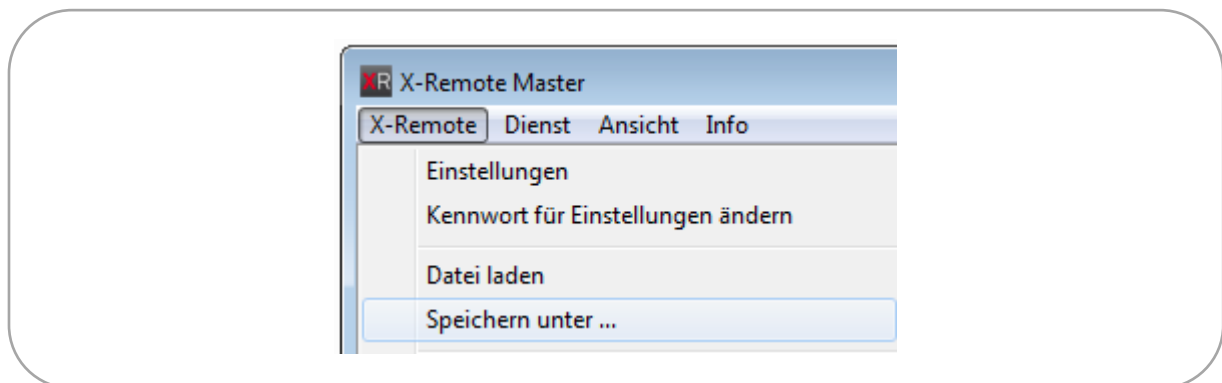 XR X-Remote Master
X-Remote Dienst Ansicht Info
Einstellungen
Kennwort für Einstellungen ändern
Datei laden
Speichern unter ...